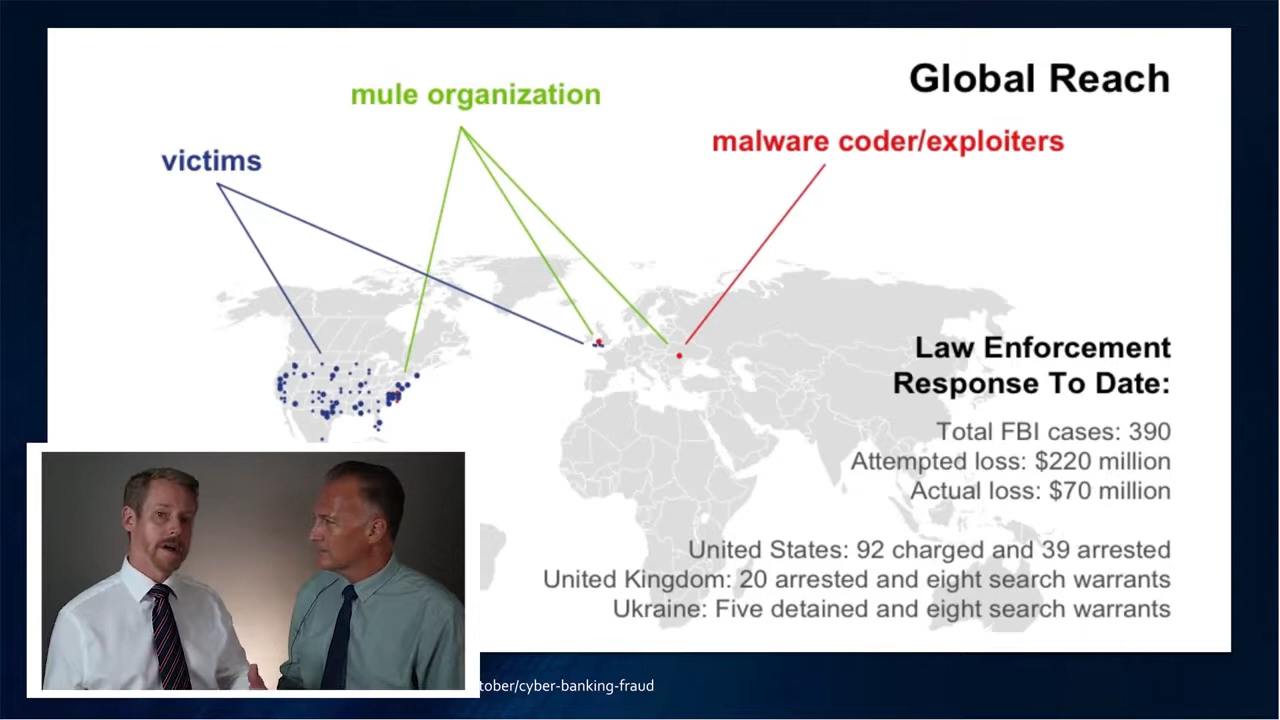 Global Reach
mule organization
malware coder/exploiters
victims
Law Enforcement
Response To Date:
Total FBI cases: 390
Attempted loss: $220 million
Actual loss: $70 million
United States: 92 charged and 39 arrested
United Kingdom: 20 arrested and eight search warrants
Ukraine: Five detained and eight search warrants
tober/cyber-banking-fraud